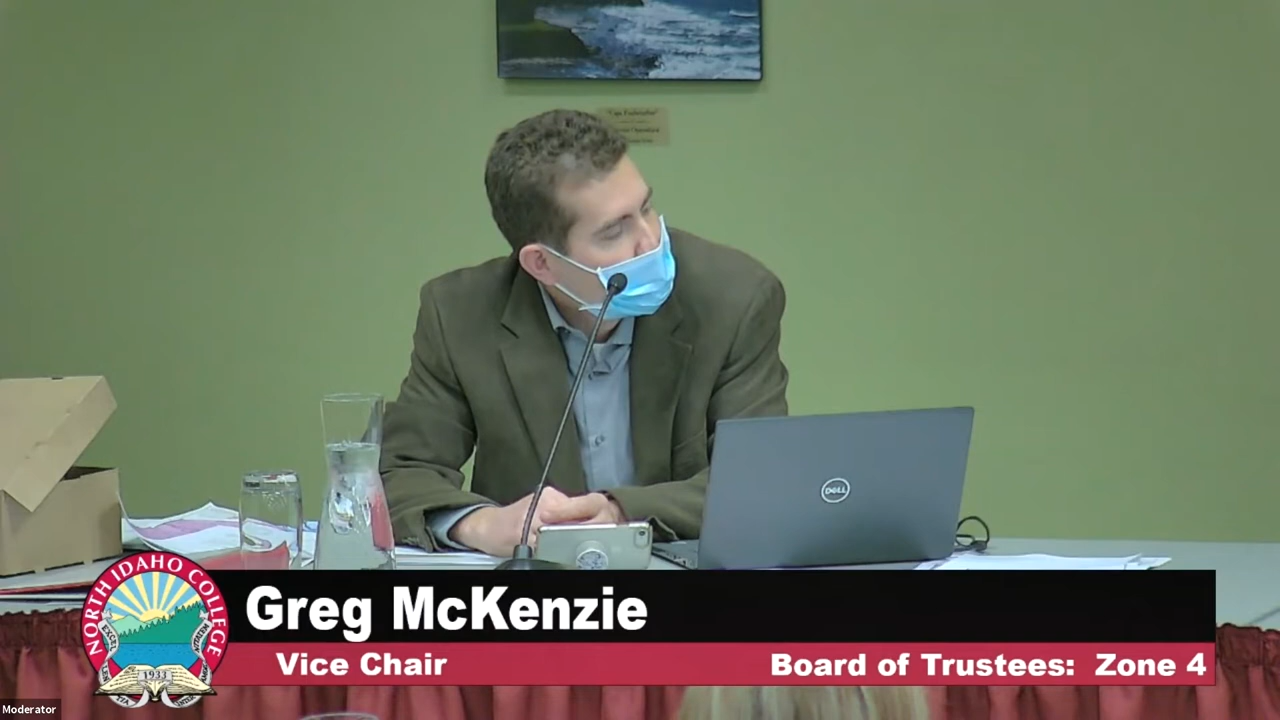 DELL
NORTH IDAHO COLLEGE
1933
Greg McKenzie
Vice Chair
Board of Trustees: Zone 4
Moderator